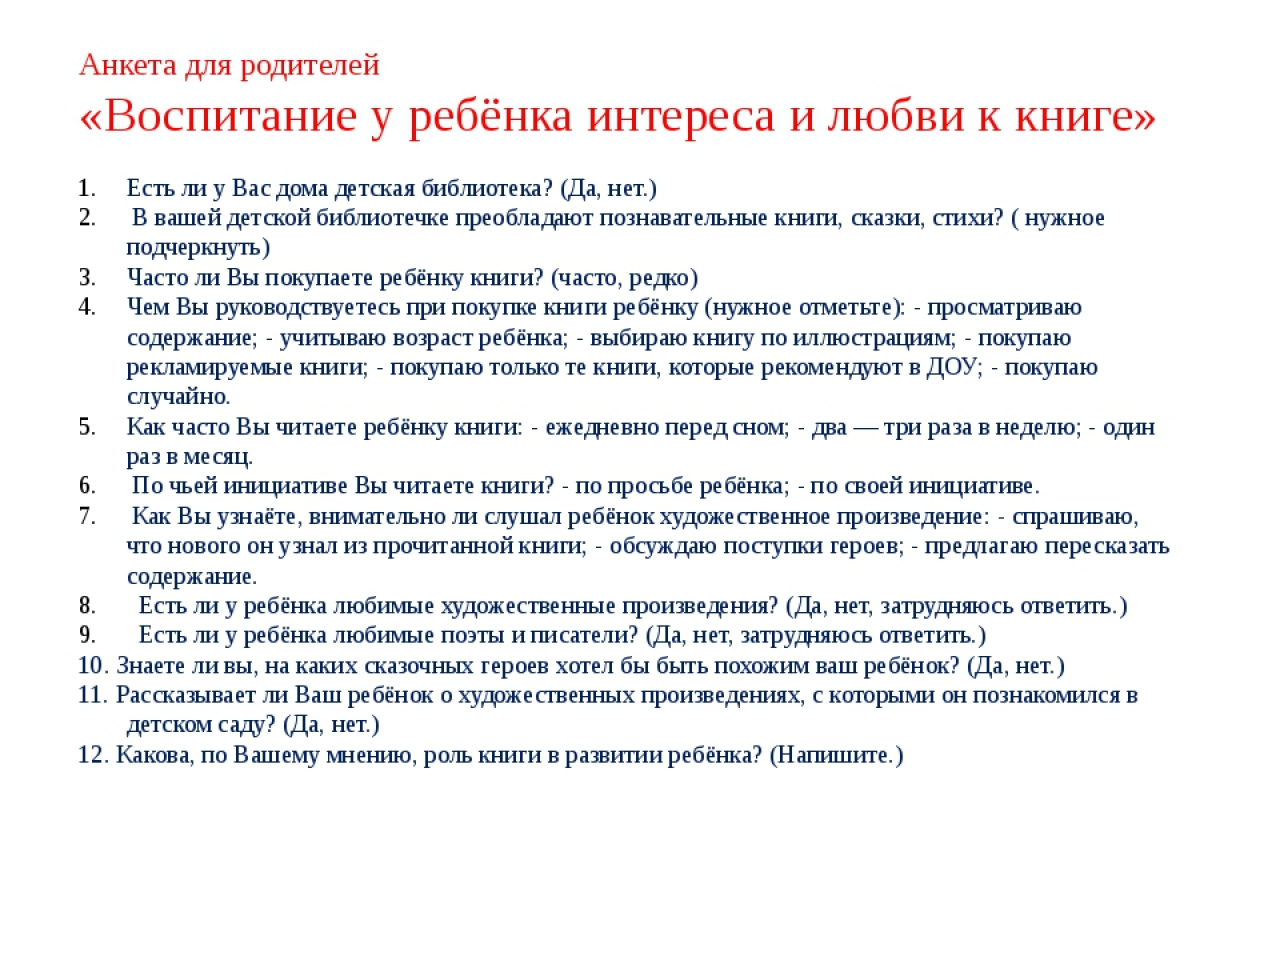 Анкета для родителей
«Воспитание у ребёнка интереса и любви к книге»
1. Есть ли у Вас дома детская библиотека? (Да, нет.)
2. В вашей детской библиотечке преобладают познавательные книги, сказки, стихи? ( нужное
подчеркнуть)
3. Часто ли Вы покупаете ребёнку книги? (часто, редко)
4. Чем Вы руководствуетесь при покупке книги ребёнку (нужное отметьте): - просматриваю
содержание; - учитываю возраст ребёнка; - выбираю книгу по иллюстрациям; - покупаю
рекламируемые книги; - покупаю только те книги, которые рекомендуют в ДОУ; - покупаю
случайно.
5. Как часто Вы читаете ребёнку книги: - ежедневно перед сном; - два — три раза в неделю; - один
раз в месяц.
6. По чьей инициативе Вы читаете книги? - по просьбе ребёнка; - по своей инициативе.
7. Как Вы узнаёте, внимательно ли слушал ребёнок художественное произведение: - спрашиваю,
что нового он узнал из прочитанной книги; - обсуждаю поступки героев; - предлагаю пересказать
содержание.
8. Есть ли у ребёнка любимые художественные произведения? (Да, нет, затрудняюсь ответить.)
9. Есть ли у ребёнка любимые поэты и писатели? (Да, нет, затрудняюсь ответить.)
10. Знаете ли вы, на каких сказочных героев хотел бы быть похожим ваш ребёнок? (Да, нет.)
11. Рассказывает ли Ваш ребёнок о художественных произведениях, с которыми он познакомился в
детском саду? (Да, нет.)
12. Какова, по Вашему мнению, роль книги в развитии ребёнка? (Напишите.)